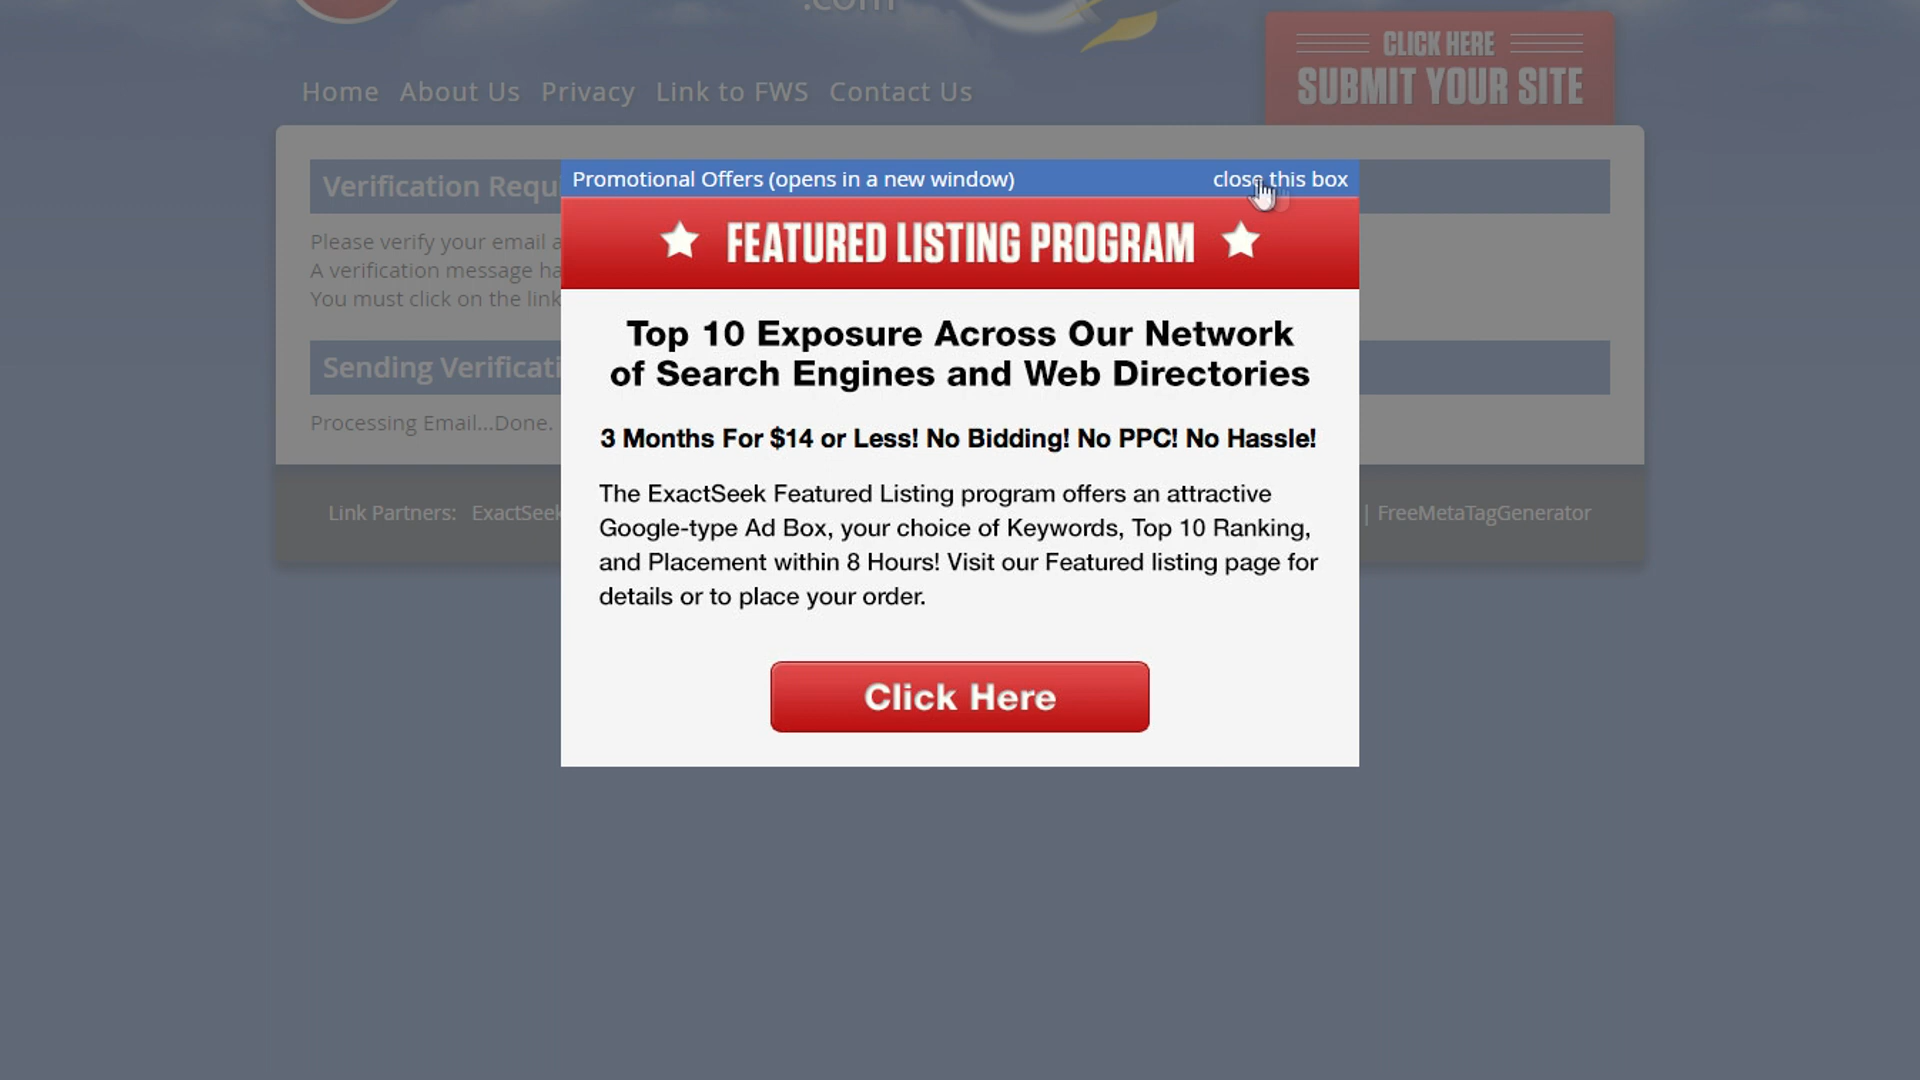 .com
Home About Us Privacy Link to FWS Contact Us
CLICK HERE
SUBMIT YOUR SITE
Promotional Offers (opens in a new window) close this box
Verification
FEATURED LISTING PROGRAM
Please verify your email
A verification message
You must click on the link
Top 10 Exposure Across Our Network
of Search Engines and Web Directories
Sending
Processing Email...Done.
3 Months For $14 or Less! No Bidding! No PPC! No Hassle!
The ExactSeek Featured Listing program offers an attractive
Google-type Ad Box, your choice of Keywords, Top 10 Ranking,
and Placement within 8 Hours! Visit our Featured listing page for
details or to place your order.
Link Partners: ExactSeek | FreeMetaTagGenerator
Click Here